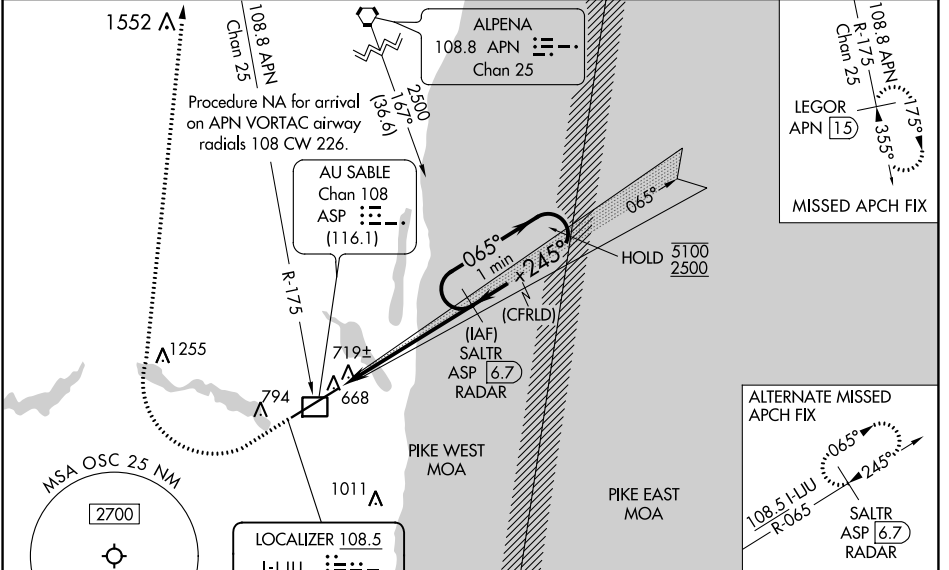 1552
108.8 APN
Chan 25
R-175
ALPENA
108.8 APN
Chan 25
2500
167°
(36.6)
Procedure NA for arrival
on APN VORTAC airway
radials 108 CW 226.
AU SABLE
Chan 108
ASP
(116.1)
108.8 APN
R-175
Chan 25
LEGOR
APN 15
175°
355°
MISSED APCH FIX
065°
065°
1 min
+245°
HOLD 5100
2500
N
(CFRLD)
(IAF)
SALTR
ASP 6.7
RADAR
1255
719±
668
794
1011
PIKE WEST
MOA
PIKE EAST
MOA
MSA OSC 25 NM
2700
LOCALIZER 108.5
I-LJU
ALTERNATE MISSED
APCH FIX
065°
245°
108.5 I-LJU
R-065
SALTR
ASP 6.7
RADAR